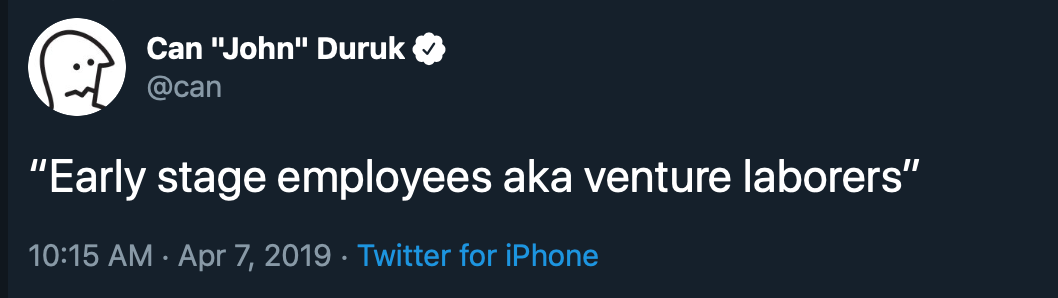 Can "John" Duruk
@can
“Early stage employees aka venture laborers”
10:15 AM · Apr 7, 2019 · Twitter for iPhone